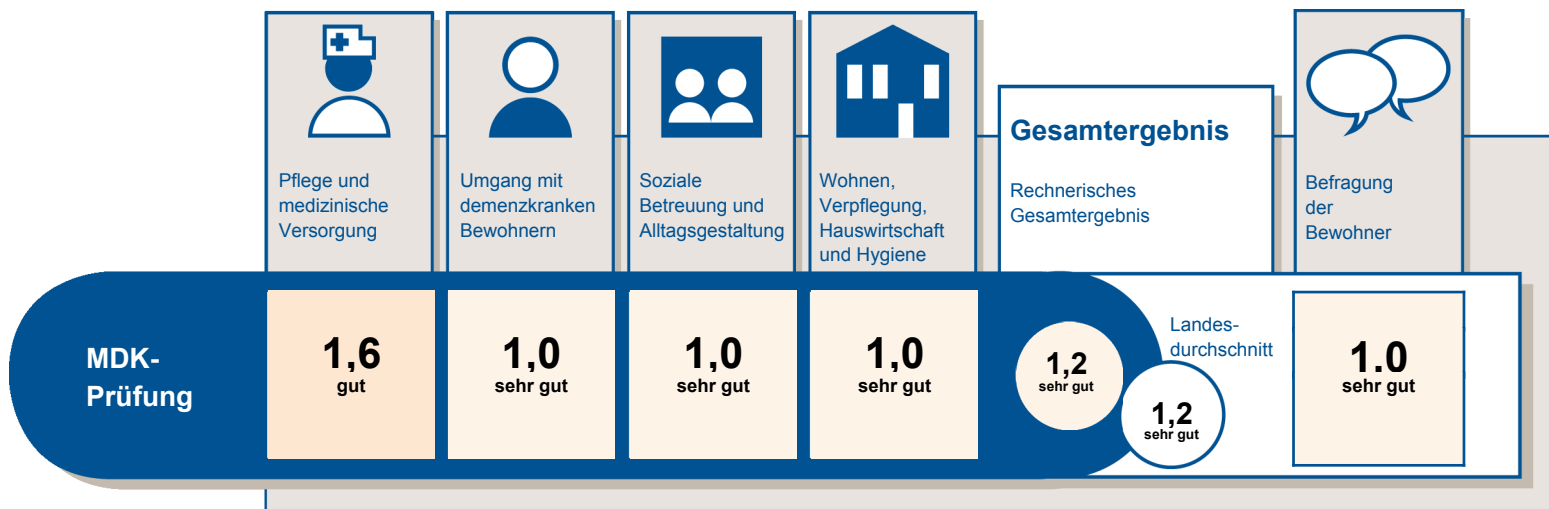 Pflege und
medizinische
Versorgung
Umgang mit
demenzkranken
Bewohnern
Soziale
Betreuung und
Alltagsgestaltung
Wohnen,
Verpflegung,
Hauswirtschaft
und Hygiene
Gesamtergebnis
Rechnerisches
Gesamtergebnis
Befragung
der
Bewohner
MDK-
Prüfung
1,6
gut
1,0
sehr gut
1,0
sehr gut
1,0
sehr gut
1,2
sehr gut
Landes-
durchschnitt
1,2
sehr gut
1.0
sehr gut